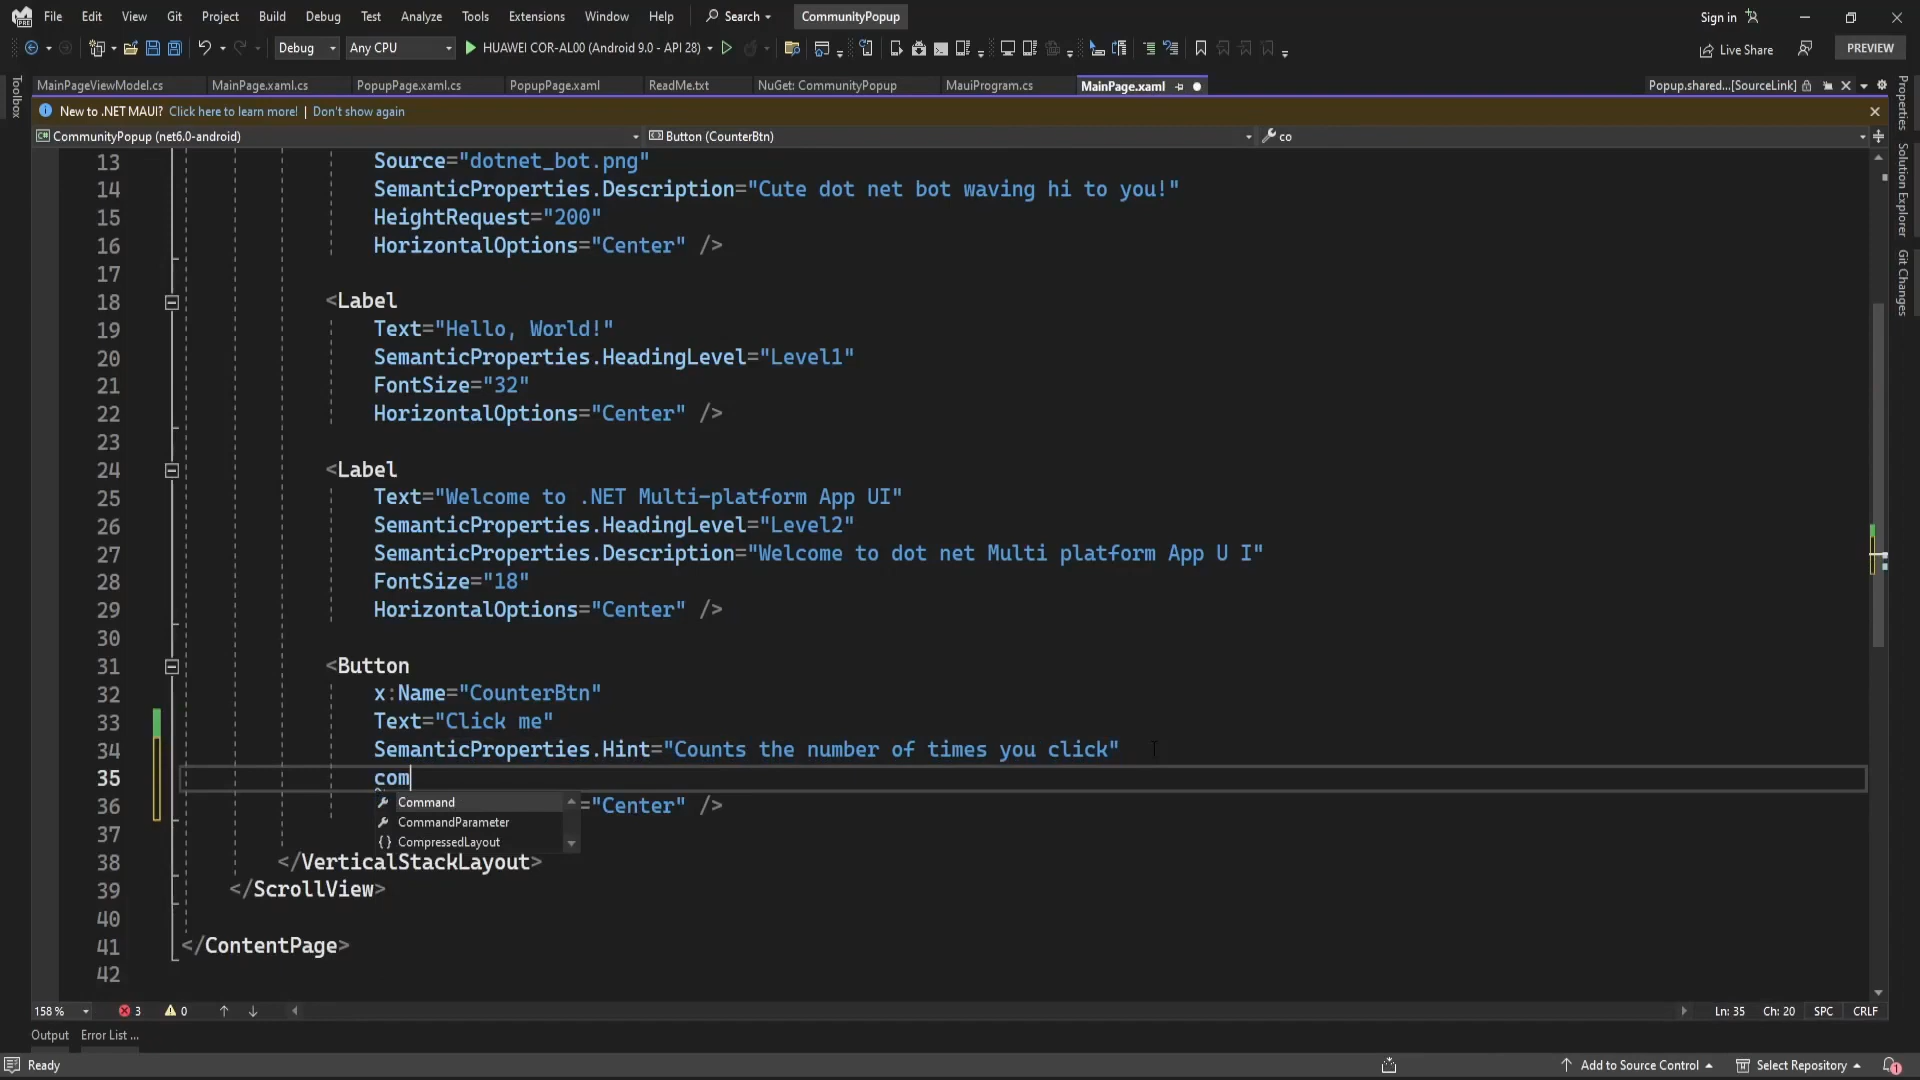 File Edit View Git Project Build Debug Test Analyze Tools Extensions Window Help Search CommunityPopup Sign in
Debug Any CPU HUAWEI COR-AL00 (Android 9.0 - API 28) Live Share PREVIEW
MainPageViewModel.cs MainPage.xaml.cs PopupPage.xaml.cs PopupPage.xaml ReadMe.txt NuGet: CommunityPopup MauiProgram.cs MainPage.xaml Popup.shared...[SourceLink]
New to .NET MAUI? Click here to learn more! Don't show again
CommunityPopup (net6.0-android) Button (CounterBtn) co
Toolbox
Properties
Solution Explorer
Git Changes
13 Source="dotnet_bot.png"
14 SemanticProperties.Description="Cute dot net bot waving hi to you!"
15 HeightRequest="200"
16 HorizontalOptions="Center" />
17
18 <Label
19 Text="Hello, World!"
20 SemanticProperties.HeadingLevel="Level1"
21 FontSize="32"
22 HorizontalOptions="Center" />
23
24 <Label
25 Text="Welcome to .NET Multi-platform App UI"
26 SemanticProperties.HeadingLevel="Level2"
27 SemanticProperties.Description="Welcome to dot net Multi platform App U I"
28 FontSize="18"
29 HorizontalOptions="Center" />
30
31 <Button
32 x:Name="CounterBtn"
33 Text="Click me"
34 SemanticProperties.Hint="Counts the number of times you click"
35 com
Command
36 ="Center" />
CommandParameter
37
CompressedLayout
38 </VerticalStackLayout>
39 </ScrollView>
40
41 </ContentPage>
42
158 % 3 0 Ln: 35 Ch: 20 SPC CRLF
Output Error List ...
Ready Add to Source Control Select Repository 1